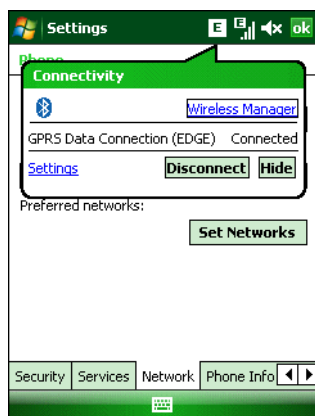 Settings
E
E
ok
Phone
Connectivity
Wireless Manager
GPRS Data Connection (EDGE) Connected
Settings
Disconnect
Hide
Preferred networks:
Set Networks
Security Services Network Phone Info